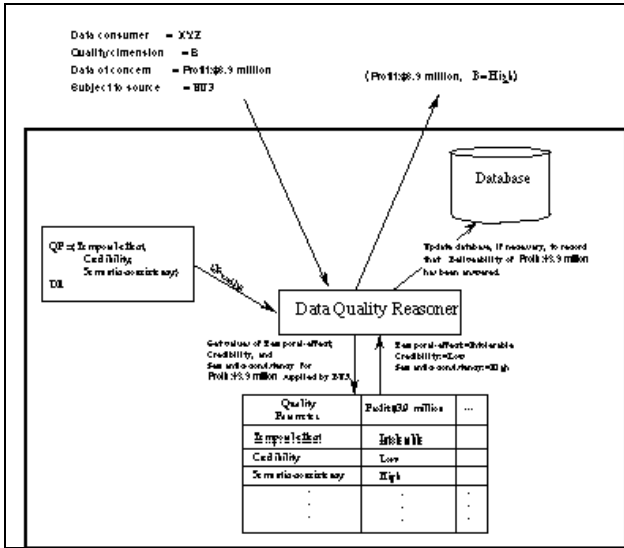 Data consumer = XYZ
Quality dimension = B
Data of concern = Profit:$8.9 million
Subject to source = BUS
(Profit:$8.9 million, B=High)
Database
QP={Temporal-effect,
Credibility,
Semantic-consistency}
Update database, if necessary, to record
that Believability of Profit:$8.9 million
has been answered.
Data Quality Reasoner
Get values of Temporal-effect,
Credibility, and
Semantic-consistency for
Profit:$8.9 million supplied by BUS
Temporal-effect:=Intolerable
Credibility:=Low
Semantic-consistency:=High
Quality
Parameter
Profit:$8.9 million
...
Temporal-effect
Intolerable
Credibility
Low
Semantic-consistency
High